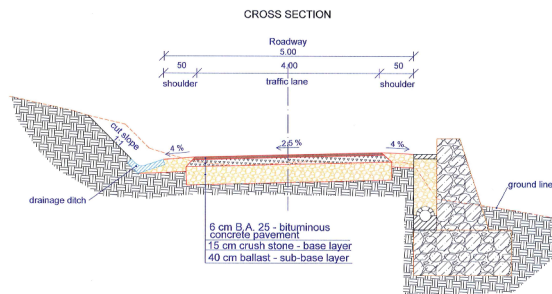 CROSS SECTION
Roadway
5.00
50 4.00 50
shoulder traffic lane shoulder
cut slope
1:1
4 % 2.5 % 4 %
drainage ditch
ground line
6 cm B.A. 25 - bituminous
concrete pavement
15 cm crush stone - base layer
40 cm ballast - sub-base layer